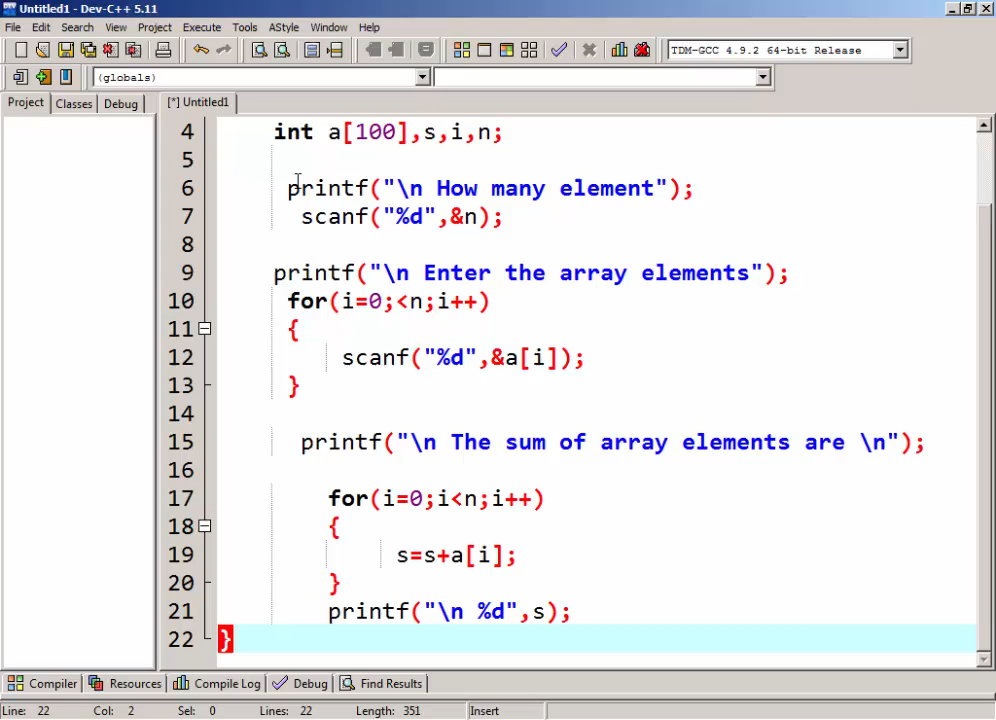 Untitled1 - Dev-C++ 5.11
File Edit Search View Project Execute Tools AStyle Window Help
TDM-GCC 4.9.2 64-bit Release
(globals)
Project Classes Debug [*] Untitled1
4 int a[100],s,i,n;
5
6 printf("\n How many element");
7 scanf("%d",&n);
8
9 printf("\n Enter the array elements");
10 for(i=0;<n;i++)
11 {
12 scanf("%d",&a[i]);
13 }
14
15 printf("\n The sum of array elements are \n");
16
17 for(i=0;i<n;i++)
18 {
19 s=s+a[i];
20 }
21 printf("\n %d",s);
22 }
Compiler Resources Compile Log Debug Find Results
Line: 22 Col: 2 Sel: 0 Lines: 22 Length: 351 Insert